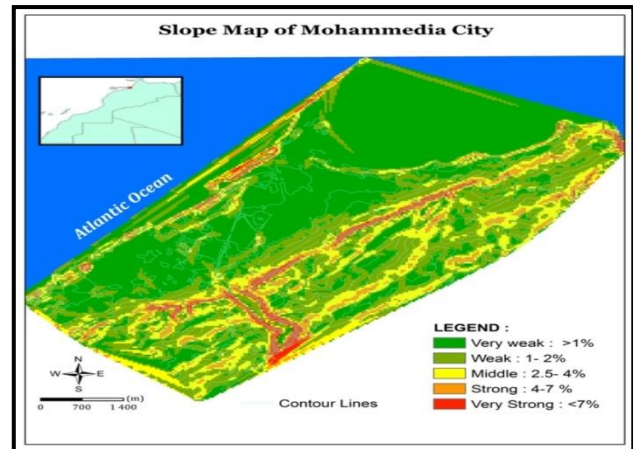 Slope Map of Mohammedia City
Atlantic Ocean
LEGEND :
Very weak : >1%
Weak : 1- 2%
Middle : 2.5- 4%
Strong : 4-7 %
Very Strong : <7%
N
W E
S
0 700 1 400 (m)
Contour Lines